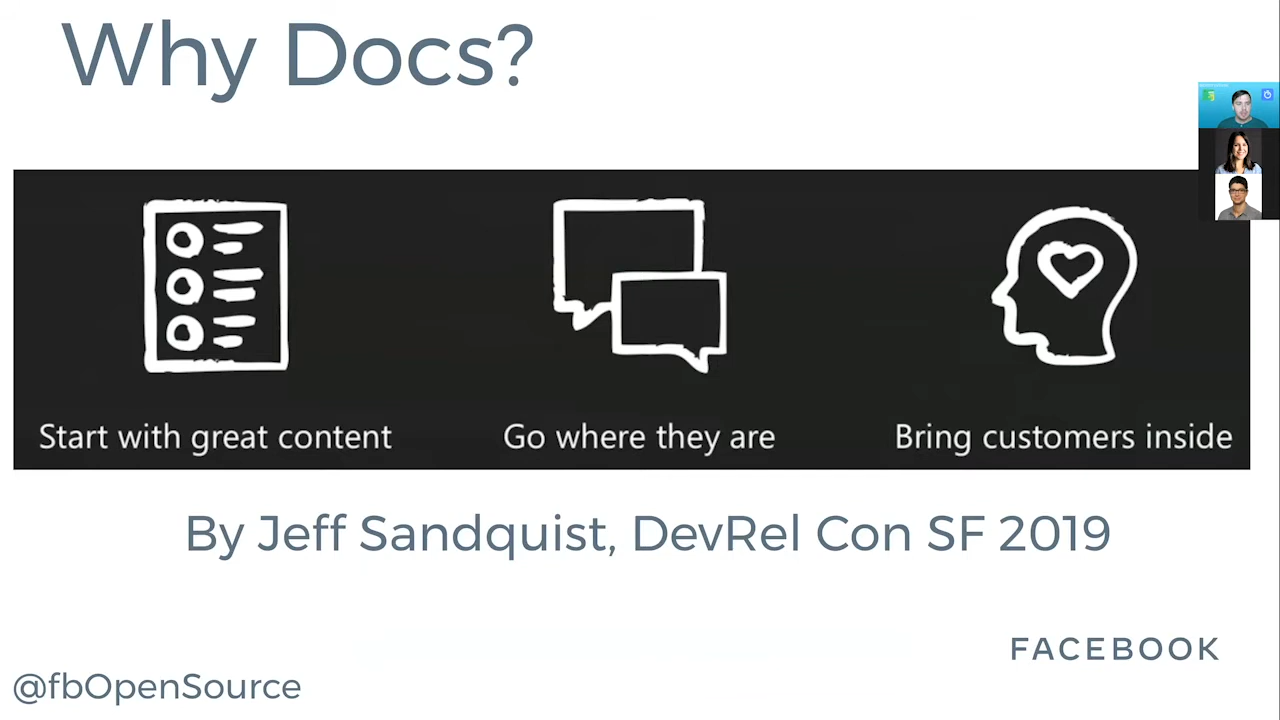 Why Docs?
Start with great content
Go where they are
Bring customers inside
By Jeff Sandquist, DevRel Con SF 2019
FACEBOOK
@fbOpenSource